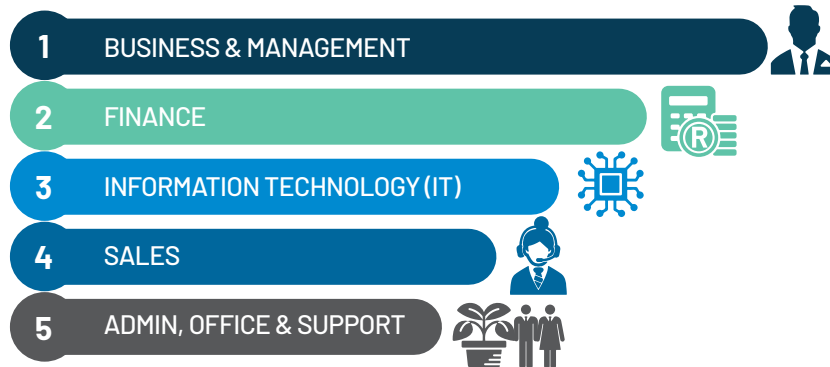 1 BUSINESS & MANAGEMENT
2 FINANCE
R
3 INFORMATION TECHNOLOGY (IT)
4 SALES
5 ADMIN, OFFICE & SUPPORT